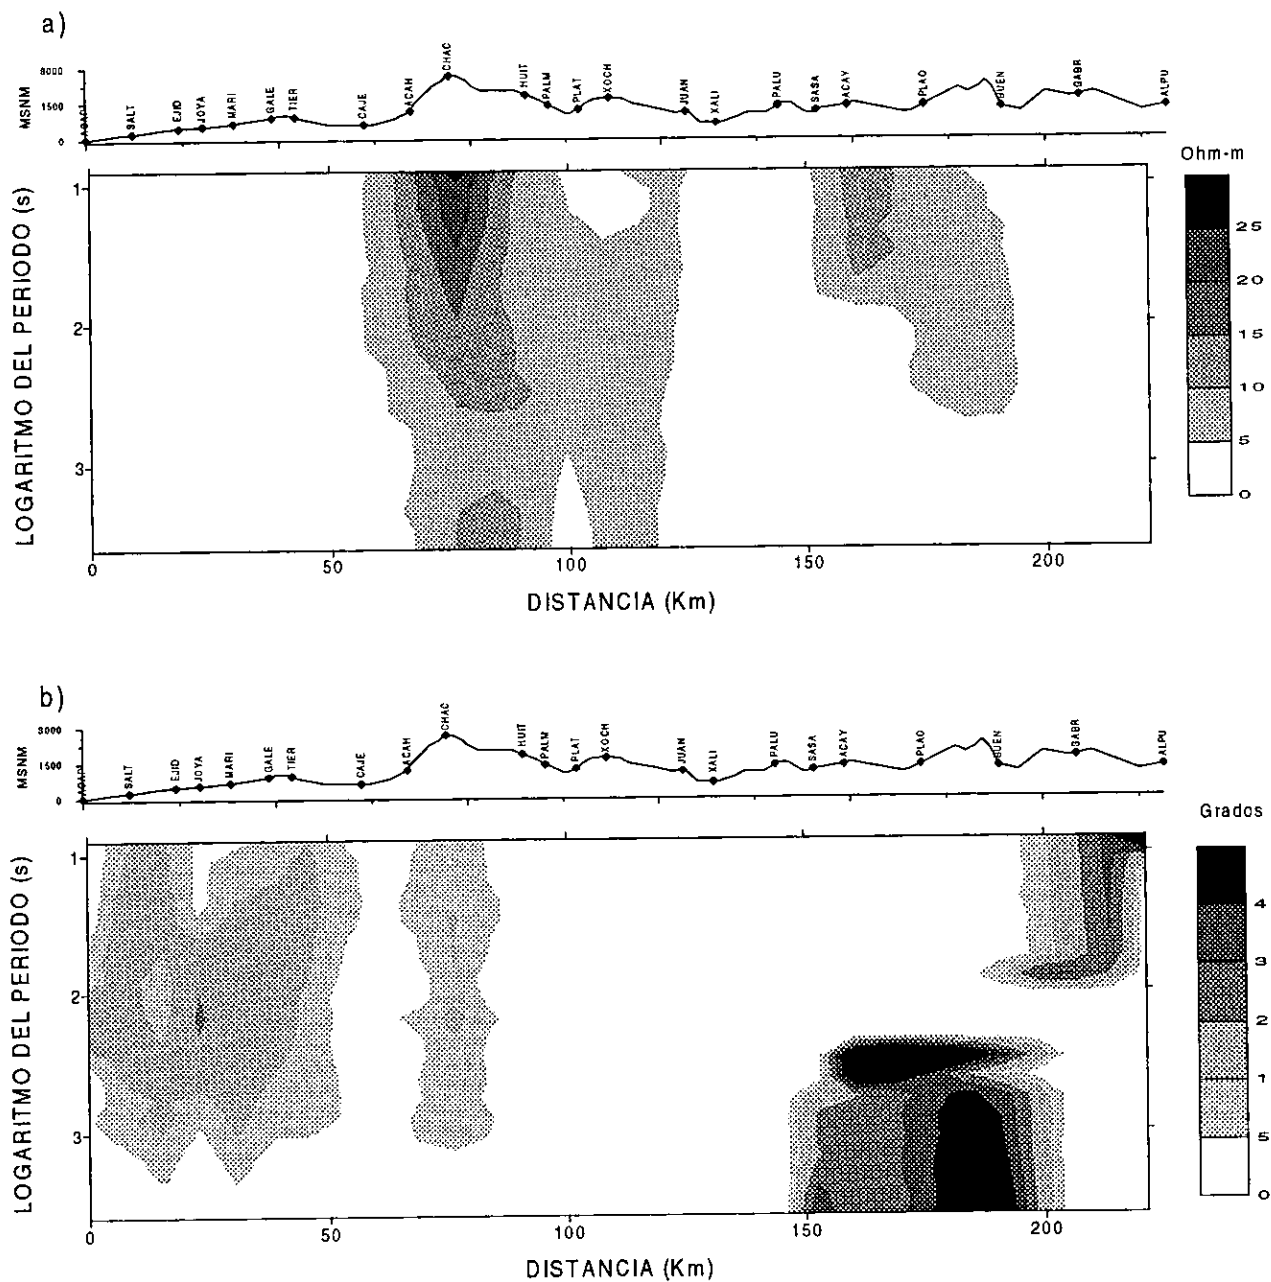 a)
MSNM
3000
1500
0
SALT
EJID
JOYA
MARI
GALE
TIER
CAJE
ACAH
CHAC
HUIT
PALM
PLAT
XOCH
JUAN
XALI
PALU
SASA
ACAY
PLAO
BUEN
GABR
ALPU
Ohm-m
25
20
15
10
5
0
LOGARITMO DEL PERIODO (s)
1
2
3
0
50
100
150
200
DISTANCIA (Km)
b)
MSNM
3000
1500
0
SALT
EJID
JOYA
MARI
GALE
TIER
CAJE
ACAH
CHAC
HUIT
PALM
PLAT
XOCH
JUAN
XALI
PALU
SASA
ACAY
PLAO
BUEN
GABR
ALPU
Grados
4
3
2
1
5
0
LOGARITMO DEL PERIODO (s)
1
2
3
0
50
100
150
200
DISTANCIA (Km)